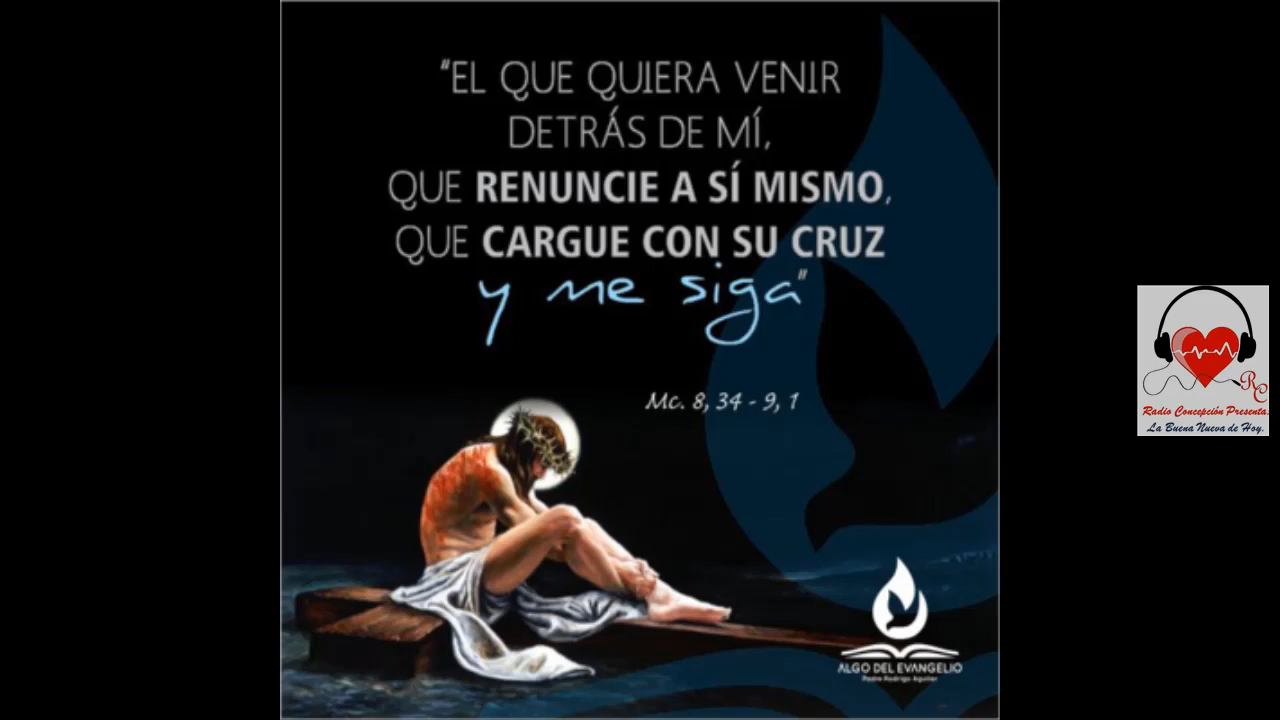 “EL QUE QUIERA VENIR
DETRÁS DE MÍ,
QUE RENUNCIE A SÍ MISMO,
QUE CARGUE CON SU CRUZ
y me siga”
Mc. 8, 34 - 9, 1
ALGO DEL EVANGELIO
Padre Rodrigo Aguilar
RC
Radio Concepción Presenta.
La Buena Nueva de Hoy.